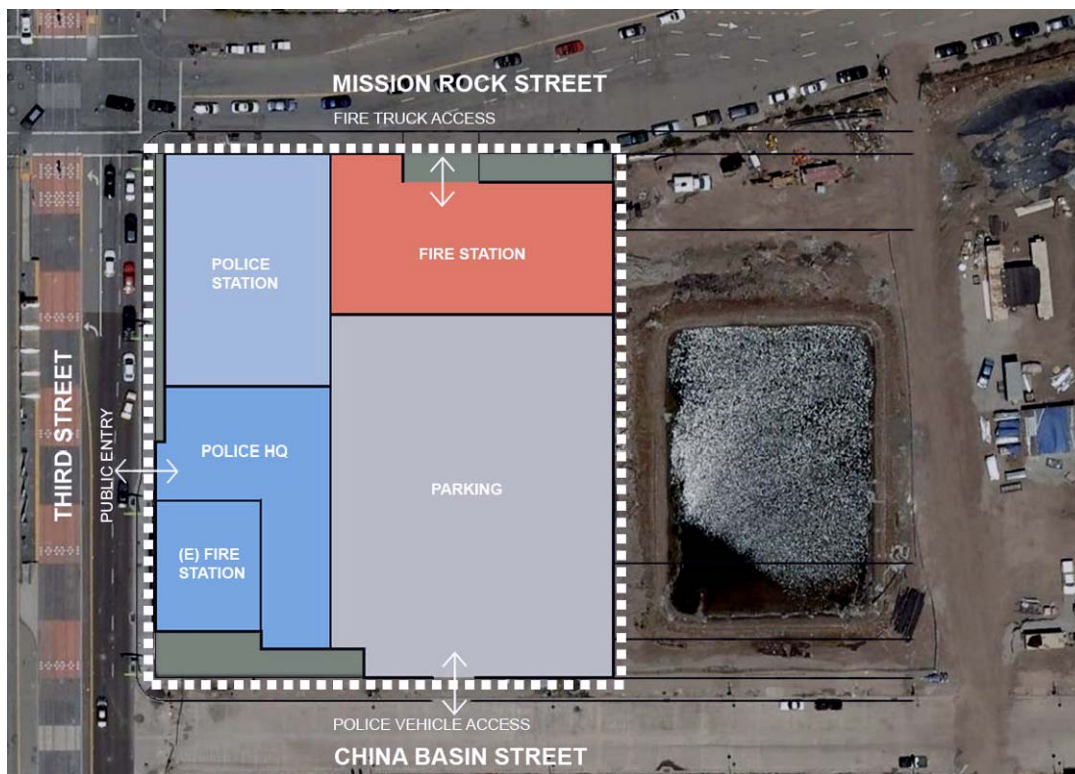 MISSION ROCK STREET
FIRE TRUCK ACCESS
POLICE
STATION
FIRE STATION
THIRD STREET
PUBLIC ENTRY
POLICE HQ
PARKING
(E) FIRE
STATION
POLICE VEHICLE ACCESS
CHINA BASIN STREET